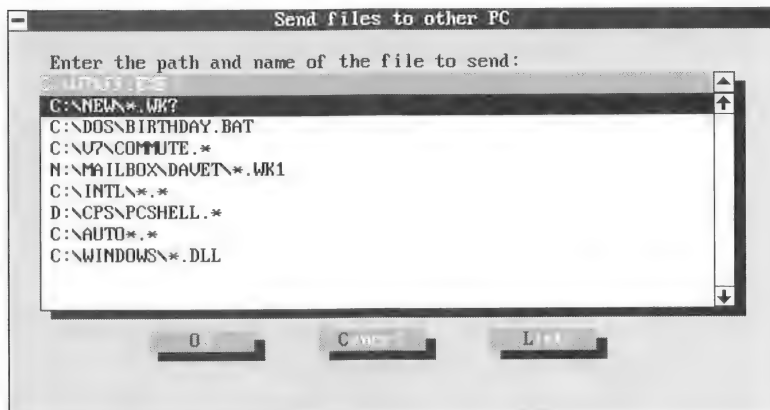 Send files to other PC
Enter the path and name of the file to send:
C:\NEW\*.WK?
C:\DOS\BIRTHDAY.BAT
C:\V7\COMMUTE.*
N:\MAILBOX\DAVET\*.WK1
C:\INTL\*.*
D:\CPS\PCSHELL.*
C:\AUTO*.*
C:\WINDOWS\*.DLL
Cancel